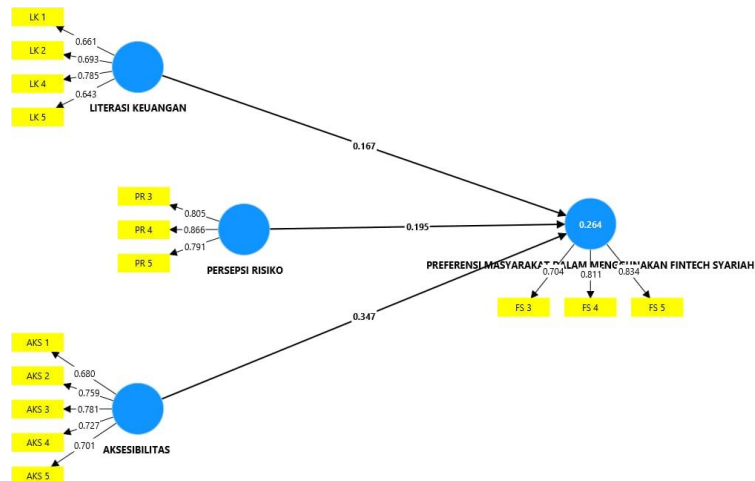 LK 1
LK 2
LK 4
LK 5
0.661
0.693
0.785
0.643
LITERASI KEUANGAN
0.167
PR 3
PR 4
PR 5
0.805
0.866
0.791
PERSEPSI RISIKO
0.195
0.264
PREFERENSI MASYARAKAT DALAM MENGGUNAKAN FINTECH SYARIAH
0.704
0.811
0.834
FS 3
FS 4
FS 5
0.347
AKS 1
AKS 2
AKS 3
AKS 4
AKS 5
0.680
0.759
0.781
0.727
0.701
AKSESIBILITAS